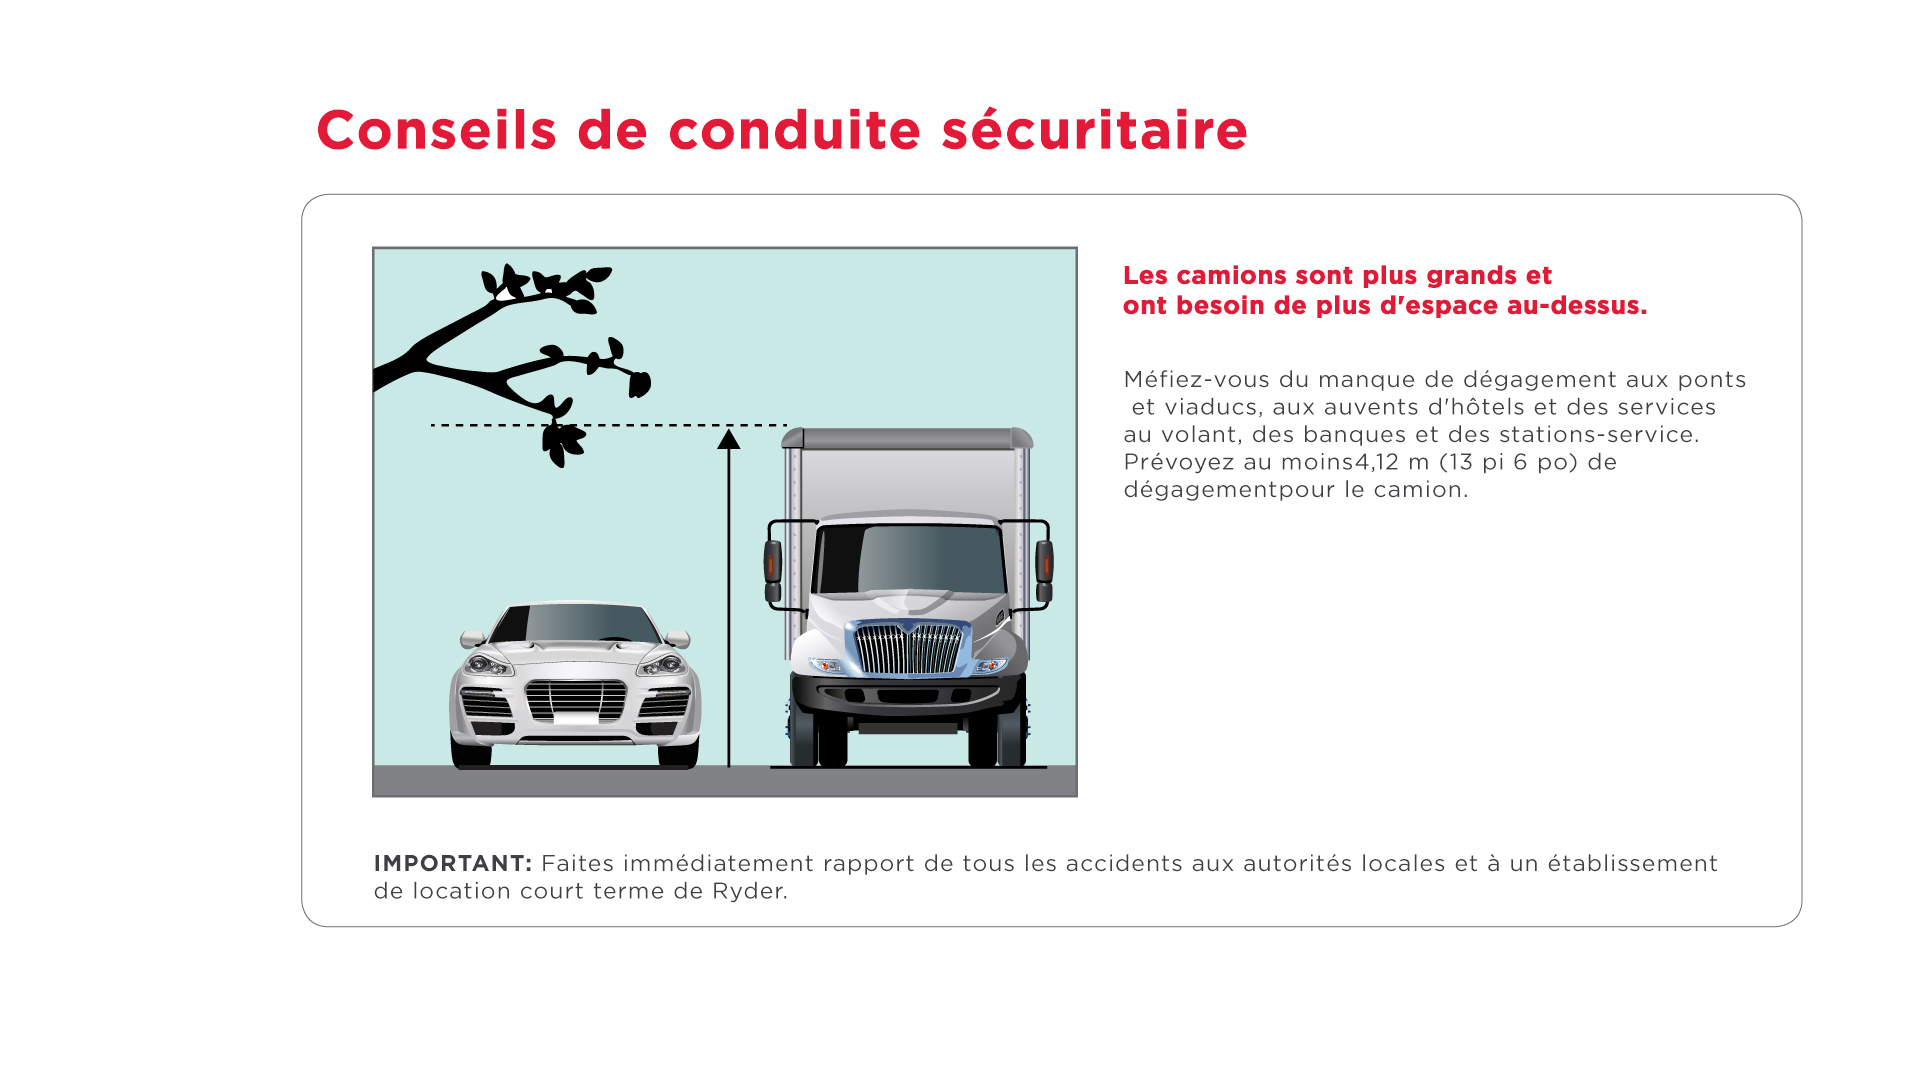 Conseils de conduite sécuritaire
Les camions sont plus grands et
ont besoin de plus d'espace au-dessus.
Méfiez-vous du manque de dégagement aux ponts
et viaducs, aux auvents d'hôtels et des services
au volant, des banques et des stations-service.
Prévoyez au moins4,12 m (13 pi 6 po) de
dégagementpour le camion.
IMPORTANT: Faites immédiatement rapport de tous les accidents aux autorités locales et à un établissement
de location court terme de Ryder.